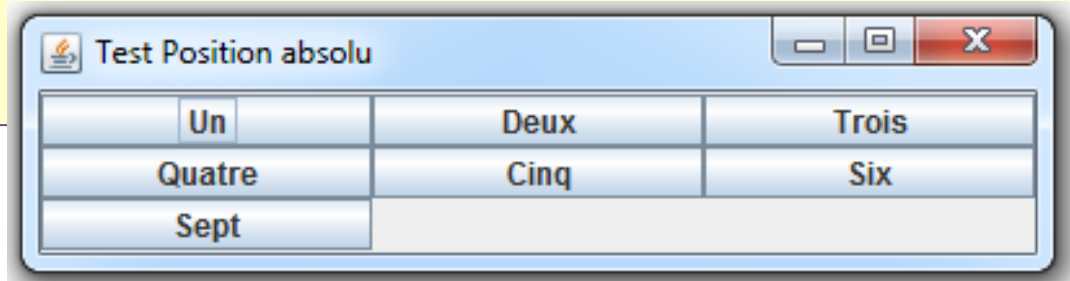 Test Position absolu
Un Deux Trois
Quatre Cinq Six
Sept